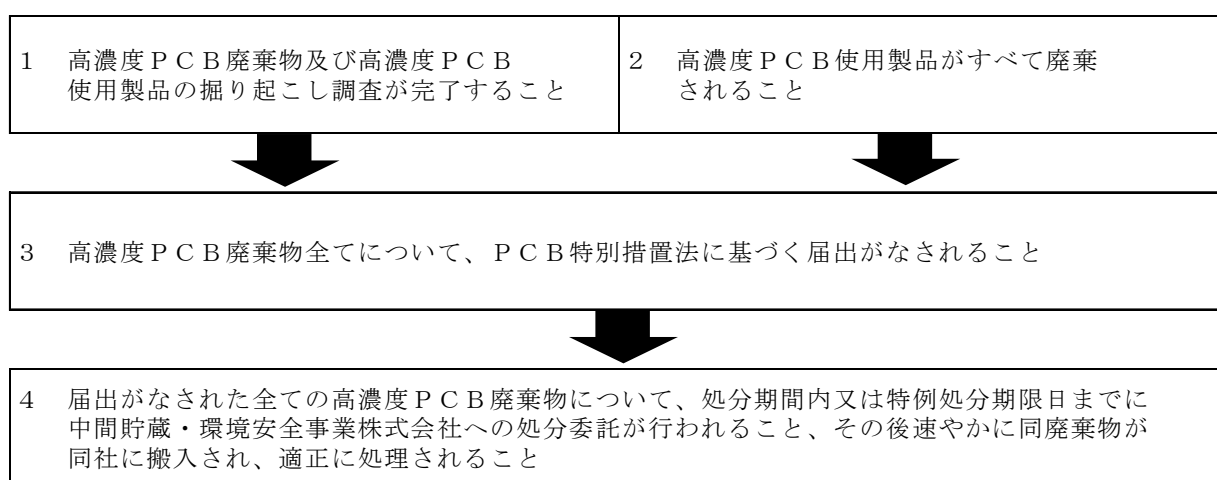 1 高濃度ＰＣＢ廃棄物及び高濃度ＰＣＢ
使用製品の掘り起こし調査が完了すること
2 高濃度ＰＣＢ使用製品がすべて廃棄
されること
3 高濃度ＰＣＢ廃棄物全てについて、ＰＣＢ特別措置法に基づく届出がなされること
4 届出がなされた全ての高濃度ＰＣＢ廃棄物について、処分期間内又は特例処分期限日までに
中間貯蔵・環境安全事業株式会社への処分委託が行われること、その後速やかに同廃棄物が
同社に搬入され、適正に処理されること